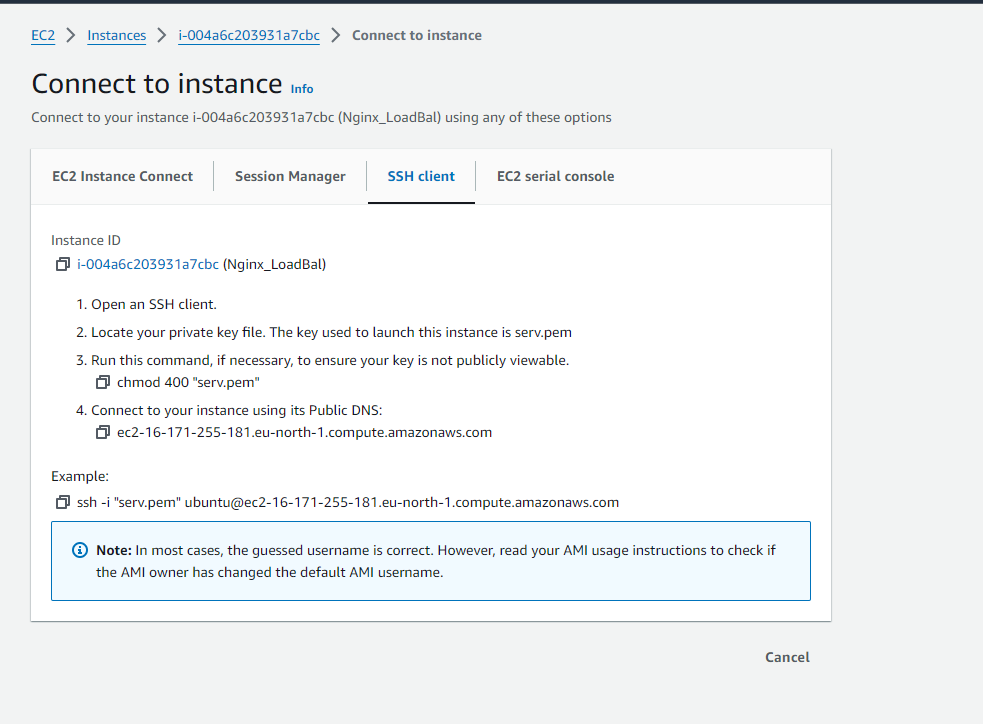 EC2 > Instances > i-004a6c203931a7cbc > Connect to instance
Connect to instance Info
Connect to your instance i-004a6c203931a7cbc (Nginx_LoadBal) using any of these options
EC2 Instance Connect Session Manager SSH client EC2 serial console
Instance ID
i-004a6c203931a7cbc (Nginx_LoadBal)
1. Open an SSH client.
2. Locate your private key file. The key used to launch this instance is serv.pem
3. Run this command, if necessary, to ensure your key is not publicly viewable.
chmod 400 "serv.pem"
4. Connect to your instance using its Public DNS:
ec2-16-171-255-181.eu-north-1.compute.amazonaws.com
Example:
ssh -i "serv.pem" ubuntu@ec2-16-171-255-181.eu-north-1.compute.amazonaws.com
Note: In most cases, the guessed username is correct. However, read your AMI usage instructions to check if
the AMI owner has changed the default AMI username.
Cancel